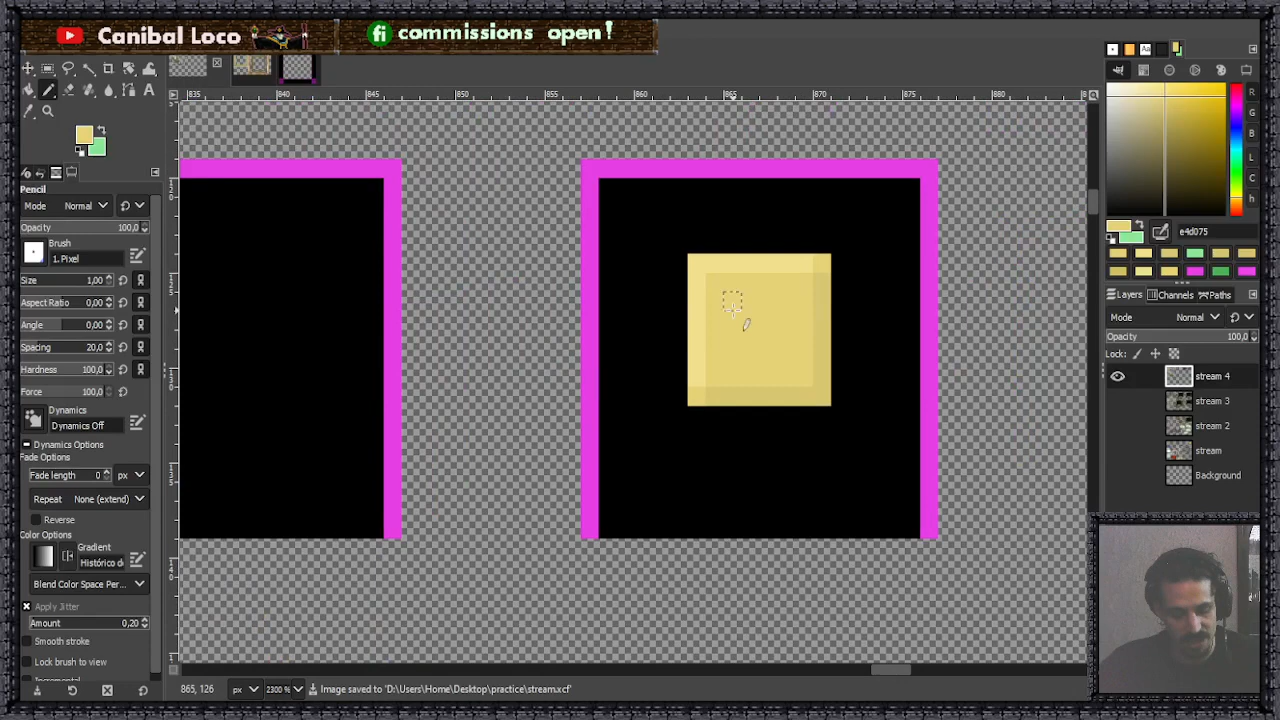 Canibal Loco
fi commissions open!
835 840 845 850 855 860 865 870 875 880
Pencil
Mode Normal
Opacity 100,0
Brush
1. Pixel
Size 1,00
Aspect Ratio 0,00
Angle 0,00
Spacing 20,0
Hardness 100,0
Force 100,0
Dynamics
Dynamics Off
Dynamics Options
Fade Options
Fade length 0 px
Repeat None (extend)
Reverse
Color Options
Gradient
Histórico d
Blend Color Space Per...
Apply Jitter
Amount 0,20
Smooth stroke
Lock brush to view
Incremental
R
G
B
L
C
h
e4d075
Layers Channels Paths
Mode Normal
Opacity 100,0
Lock:
stream 4
stream 3
stream 2
stream
Background
865, 126 px 2300 % Image saved to 'D:\Users\Home\Desktop\practice\stream.xcf'